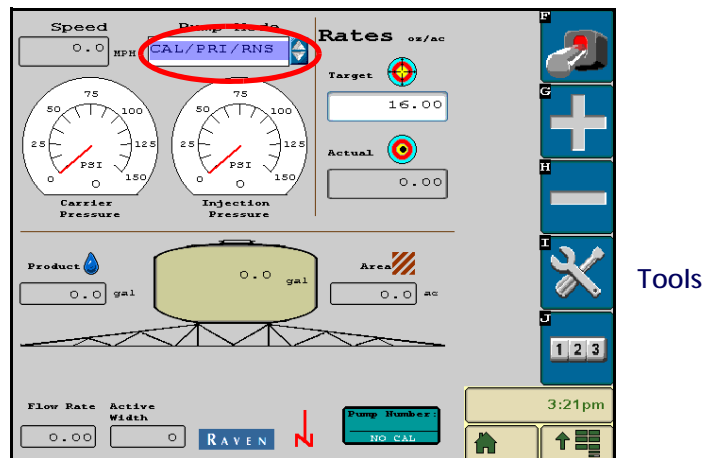 Speed
Pump Mode
Rates oz/ac
0.0 MPH
CAL/PRI/RNS
Target
16.00
Actual
0.00
75
50 100
25 125
PSI
0 150
0
Carrier
Pressure
75
50 100
25 125
PSI
0 150
0
Injection
Pressure
Product
0.0 gal
0.0 gal
Area
0.0 ac
Flow Rate
0.00
Active
Width
0
RAVEN
Pump Number:
NO CAL
F
G
H
I
Tools
J
1 2 3
3:21pm